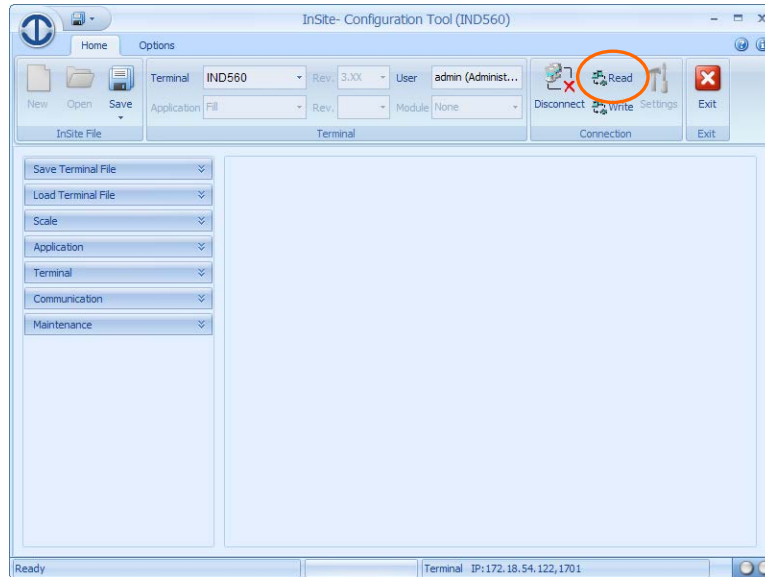 InSite- Configuration Tool (IND560)
Home Options
Terminal IND560 Rev. 3.XX User admin (Administ... Read
New Open Save Application Fill Rev. Module None Disconnect Write Settings Exit
InSite File Terminal Connection Exit
Save Terminal File
Load Terminal File
Scale
Application
Terminal
Communication
Maintenance
Ready Terminal IP:172.18.54.122,1701